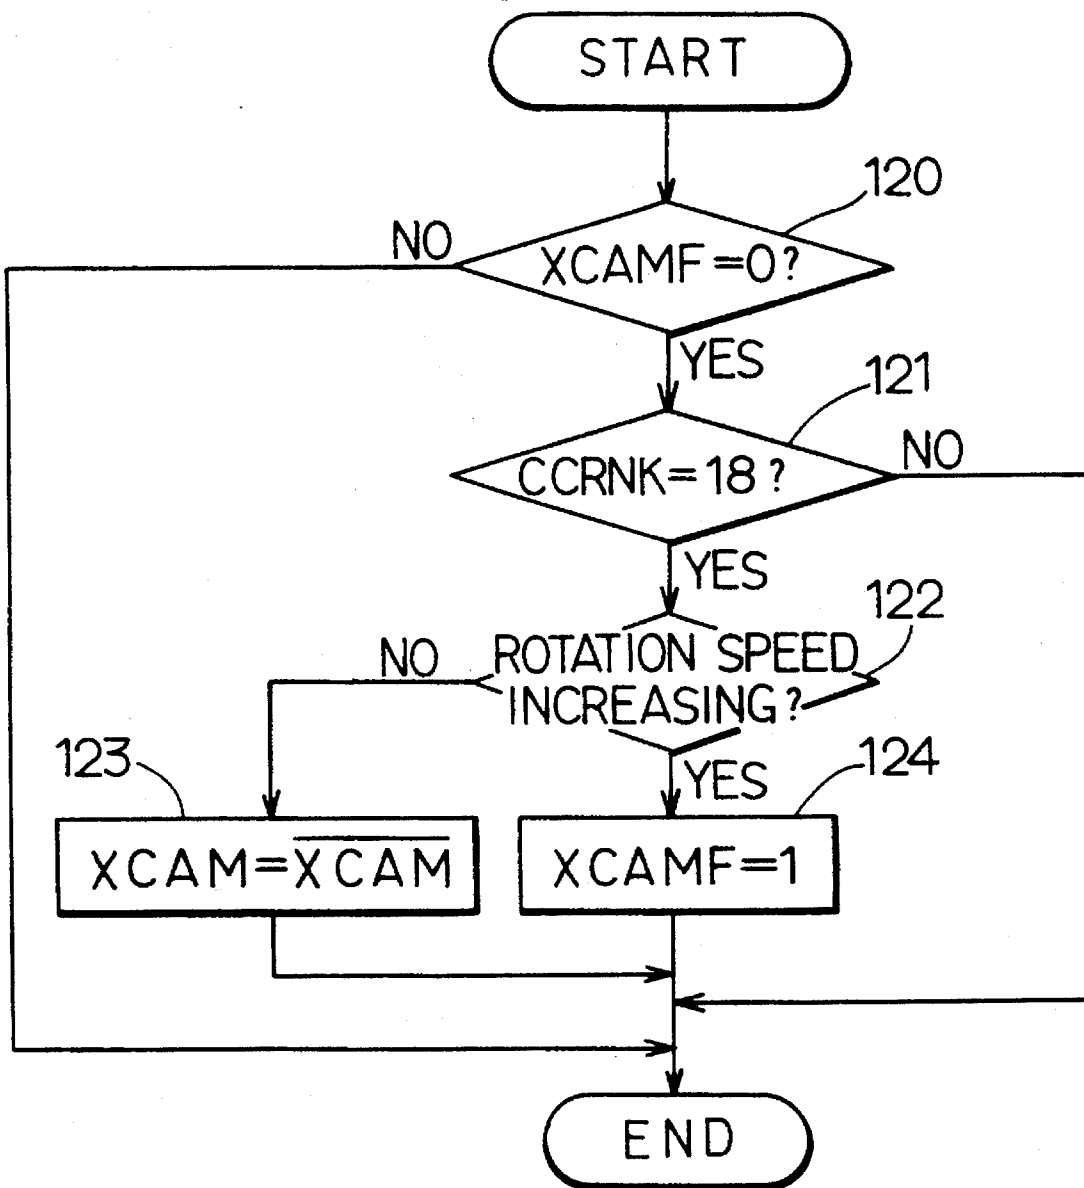 START
120
NO
XCAMF=0?
YES
121
CCRNK=18?
NO
YES
122
NO
ROTATION SPEED
INCREASING?
123
YES
124
XCAM=X̅C̅A̅M̅
XCAMF=1
END